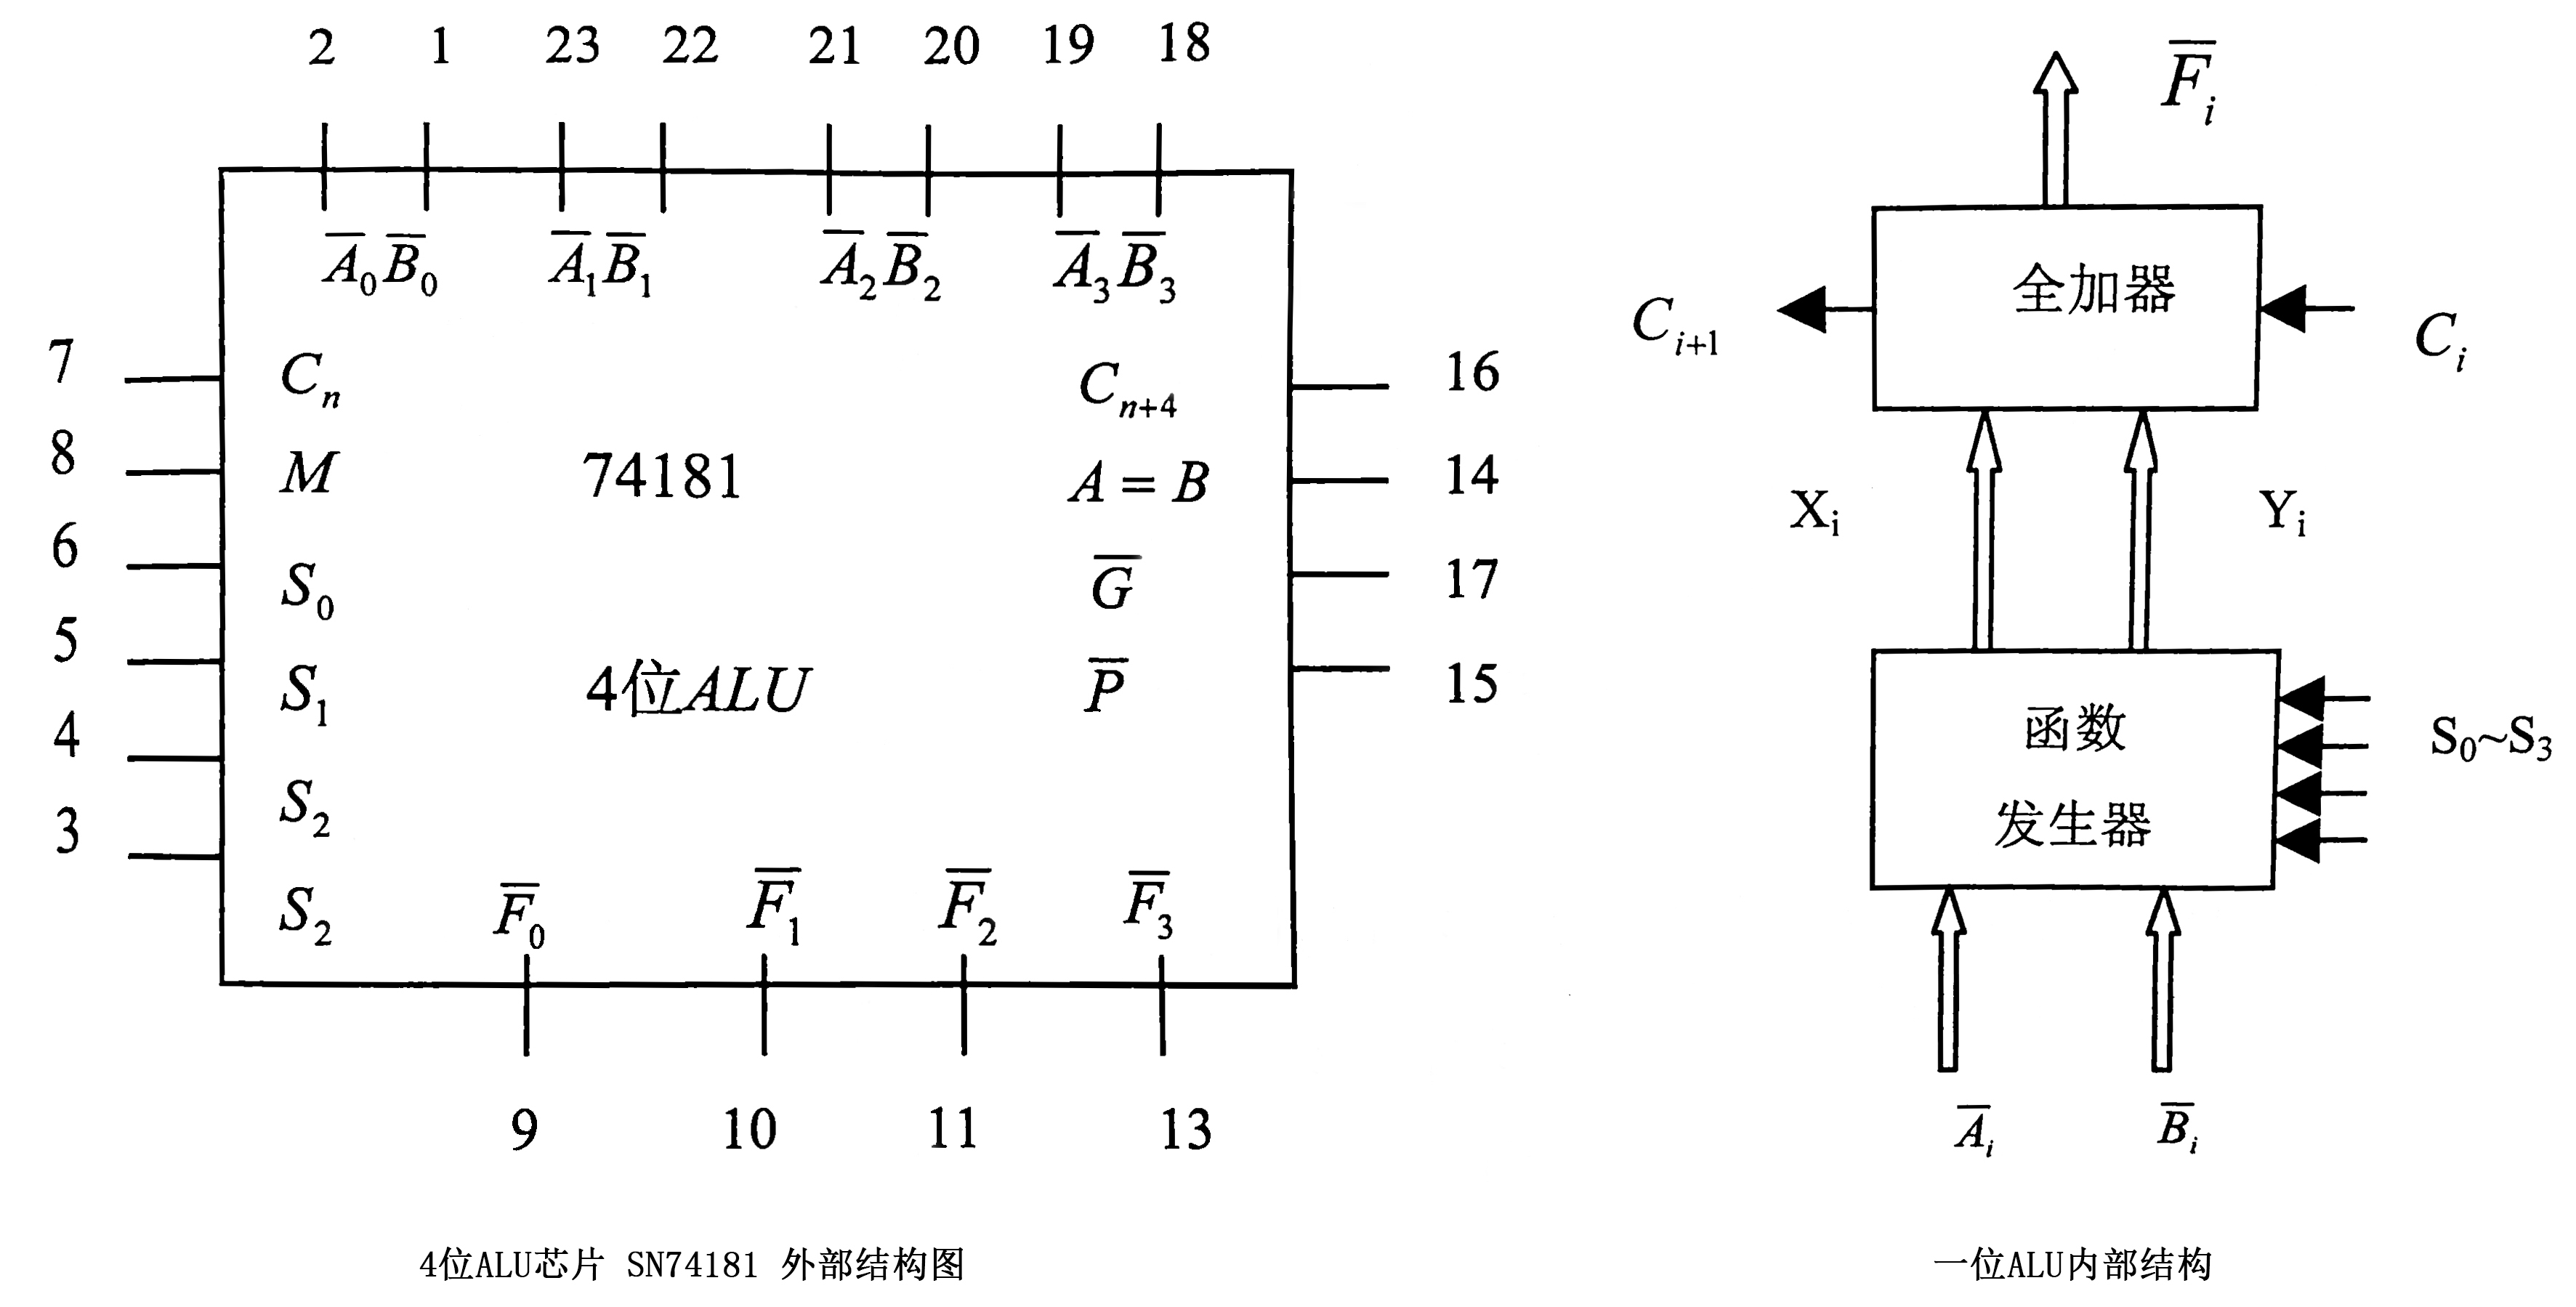 2 1 23 22 21 20 19 18
A̅₀ B̅₀ A̅₁ B̅₁ A̅₂ B̅₂ A̅₃ B̅₃
7 Cₙ Cₙ₊₄ 16
8 M 74181 A = B 14
6 S₀ G̅ 17
5 S₁ 4位ALU P̅ 15
4 S₂
3 S₂
F̅₀ F̅₁ F̅₂ F̅₃
9 10 11 13
4位ALU芯片 SN74181 外部结构图
F̅ᵢ
全加器
Cᵢ₊₁ Cᵢ
Xᵢ Yᵢ
函数
发生器
S₀~S₃
A̅ᵢ B̅ᵢ
一位ALU内部结构